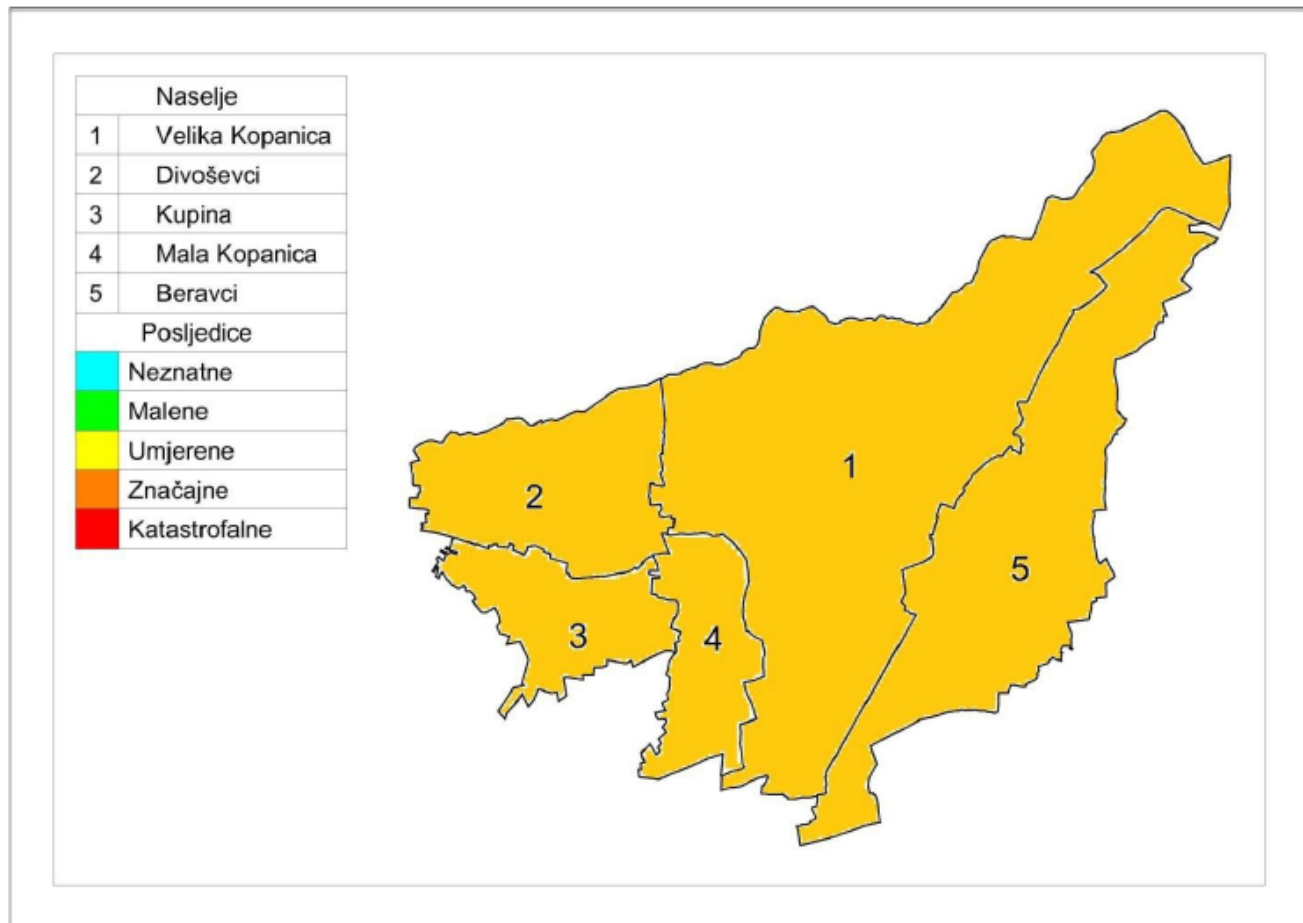 Naselje
1 Velika Kopanica
2 Divoševci
3 Kupina
4 Mala Kopanica
5 Beravci
Posljedice
Neznatne
Malene
Umjerene
Značajne
Katastrofalne
1
2
5
3
4